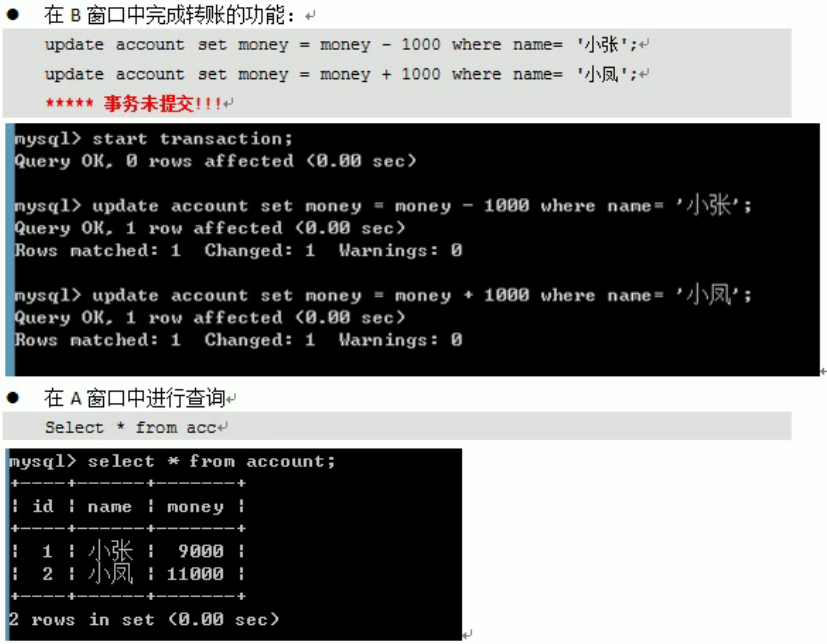 ● 在 B 窗口中完成转账的功能：↵
update account set money = money - 1000 where name= '小张';↵
update account set money = money + 1000 where name= '小凤';↵
***** 事务未提交!!!↵
mysql> start transaction;
Query OK, 0 rows affected (0.00 sec)
mysql> update account set money = money - 1000 where name= '小张';
Query OK, 1 row affected (0.00 sec)
Rows matched: 1  Changed: 1  Warnings: 0
mysql> update account set money = money + 1000 where name= '小凤';
Query OK, 1 row affected (0.00 sec)
Rows matched: 1  Changed: 1  Warnings: 0
● 在 A 窗口中进行查询↵
Select * from acc↵
mysql> select * from account;
+----+------+-------+
| id | name | money |
+----+------+-------+
|  1 | 小张 |  9000 |
|  2 | 小凤 | 11000 |
+----+------+-------+
2 rows in set (0.00 sec)